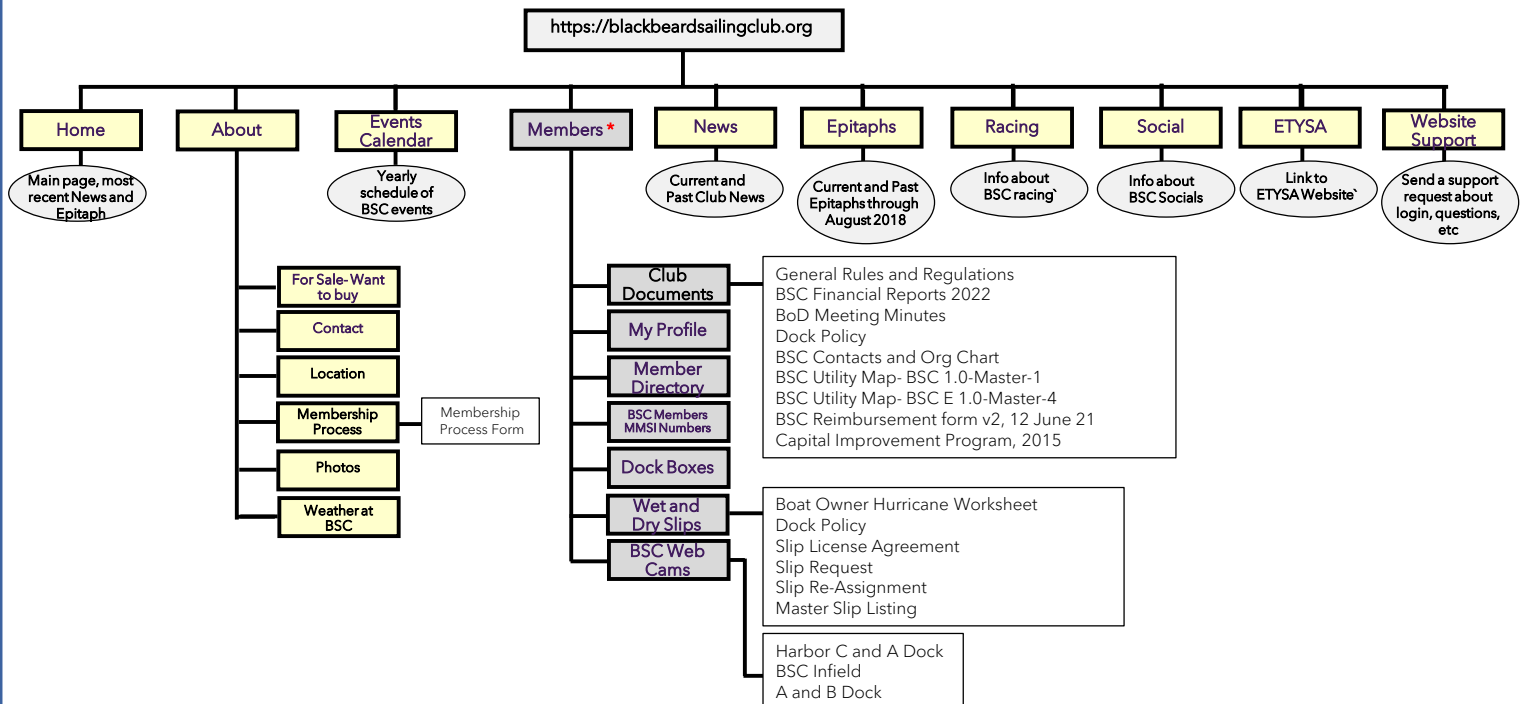 https://blackbeardsailingclub.org
Home
About
Events
Calendar
Members *
News
Epitaphs
Racing
Social
ETYSA
Website
Support
Main page, most
recent News and
Epitaph
Yearly
schedule of
BSC events
Current and
Past Club News
Current and Past
Epitaphs through
August 2018
Info about
BSC racing`
Info about
BSC Socials
Link to
ETYSA Website`
Send a support
request about
login, questions,
etc
For Sale- Want
to buy
Contact
Location
Membership
Process
Membership
Process Form
Photos
Weather at
BSC
Club
Documents
My Profile
Member
Directory
BSC Members
MMSI Numbers
Dock Boxes
Wet and
Dry Slips
BSC Web
Cams
General Rules and Regulations
BSC Financial Reports 2022
BoD Meeting Minutes
Dock Policy
BSC Contacts and Org Chart
BSC Utility Map- BSC 1.0-Master-1
BSC Utility Map- BSC E 1.0-Master-4
BSC Reimbursement form v2, 12 June 21
Capital Improvement Program, 2015
Boat Owner Hurricane Worksheet
Dock Policy
Slip License Agreement
Slip Request
Slip Re-Assignment
Master Slip Listing
Harbor C and A Dock
BSC Infield
A and B Dock